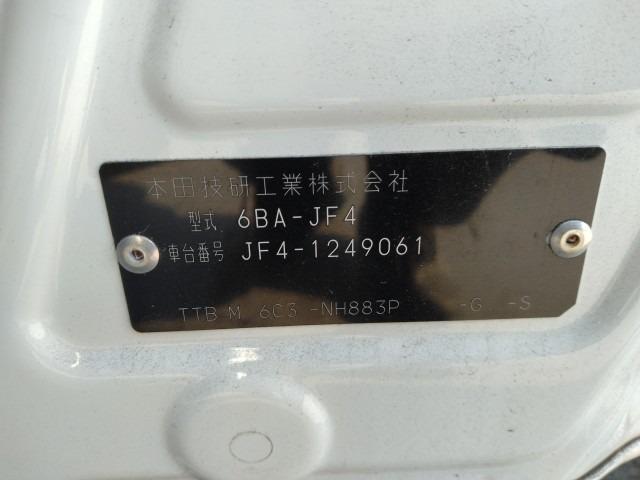 本田技研工業株式会社
型式 6BA-JF4
車台番号 JF4-1249061
TTB M 6C3 -NH883P -G -S